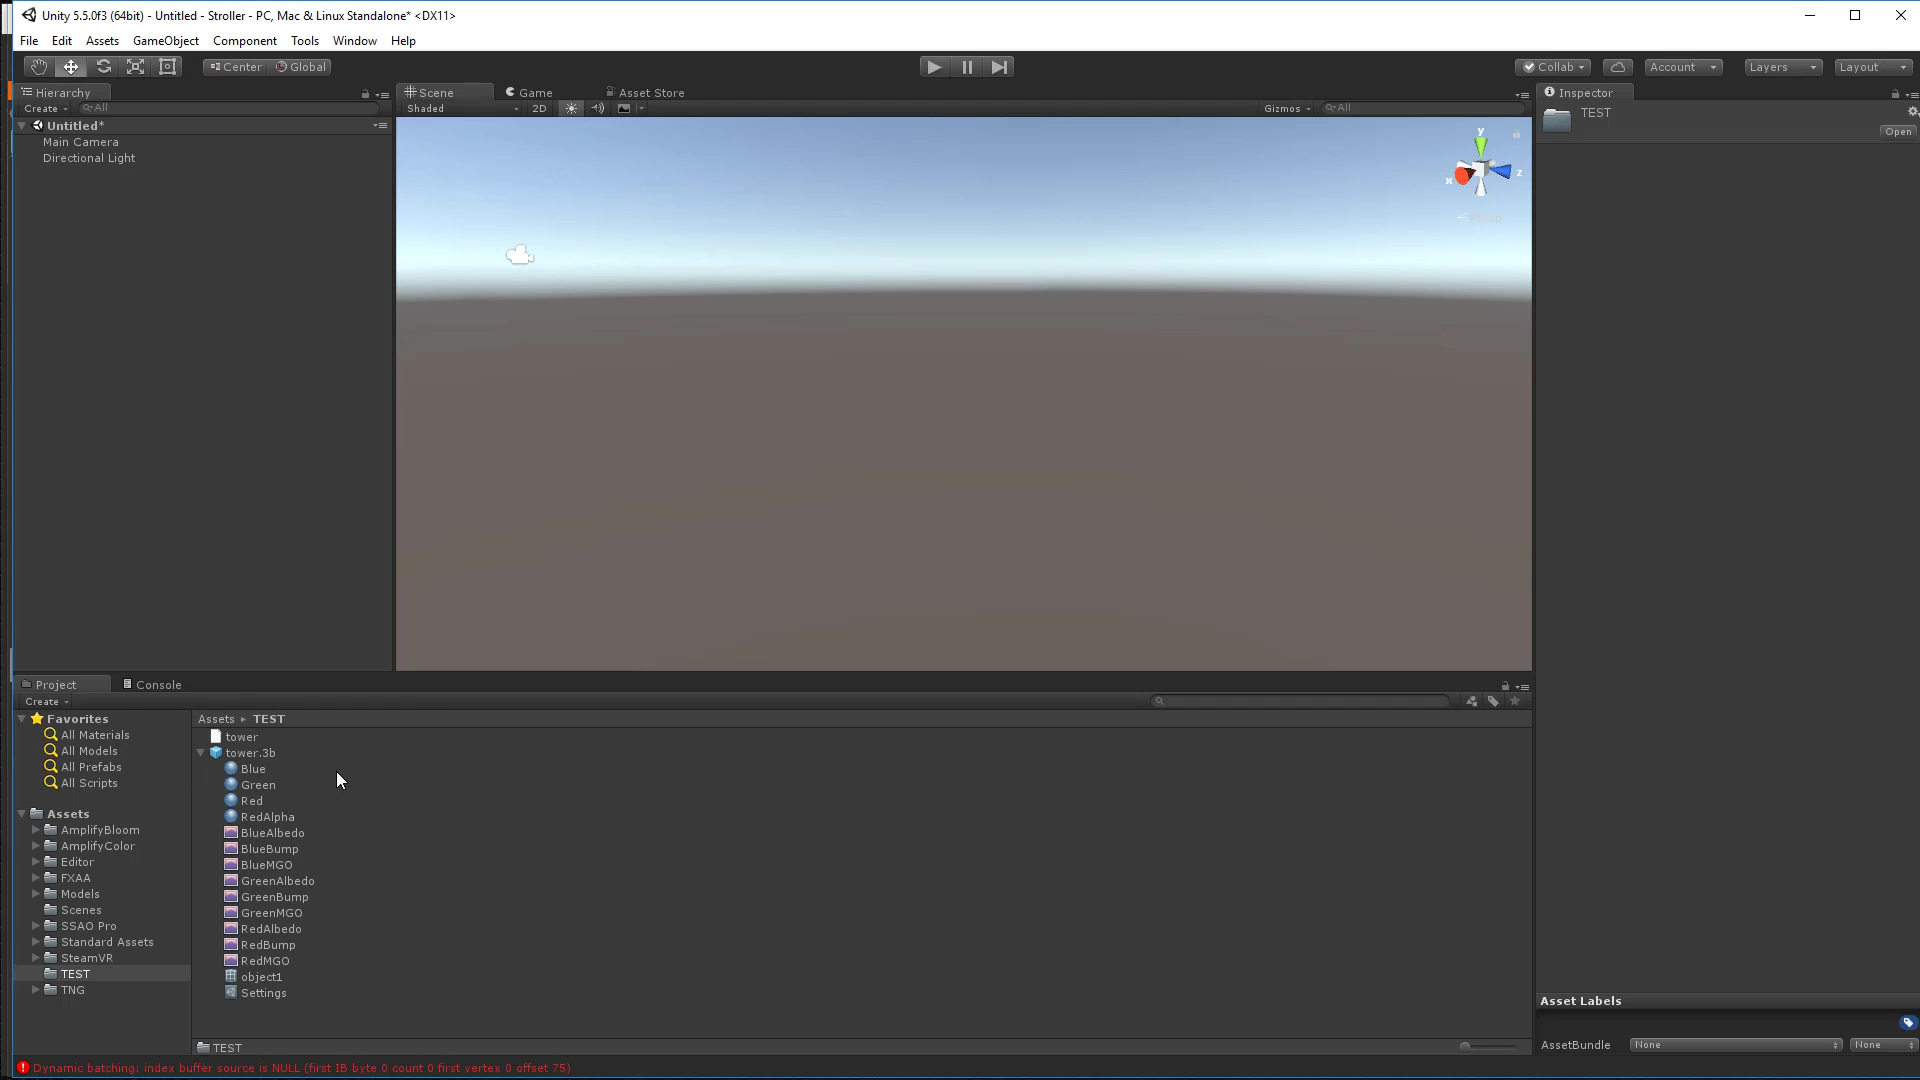 Unity 5.5.0f3 (64bit) - Untitled - Stroller - PC, Mac & Linux Standalone* <DX11>
File Edit Assets GameObject Component Tools Window Help
Center Global Collab Account Layers Layout
Hierarchy
Create All
Untitled*
Main Camera
Directional Light
Scene Game Asset Store
Shaded 2D Gizmos All
y
x z
Persp
Inspector
TEST
Open
Project Console
Create
Favorites
All Materials
All Models
All Prefabs
All Scripts
Assets
AmplifyBloom
AmplifyColor
Editor
FXAA
Models
Scenes
SSAO Pro
Standard Assets
SteamVR
TEST
TNG
Assets TEST
tower
tower.3b
Blue
Green
Red
RedAlpha
BlueAlbedo
BlueBump
BlueMGO
GreenAlbedo
GreenBump
GreenMGO
RedAlbedo
RedBump
RedMGO
object1
Settings
TEST
Asset Labels
AssetBundle None None
Dynamic batching: index buffer source is NULL (first IB byte 0 count 0 first vertex 0 offset 75)